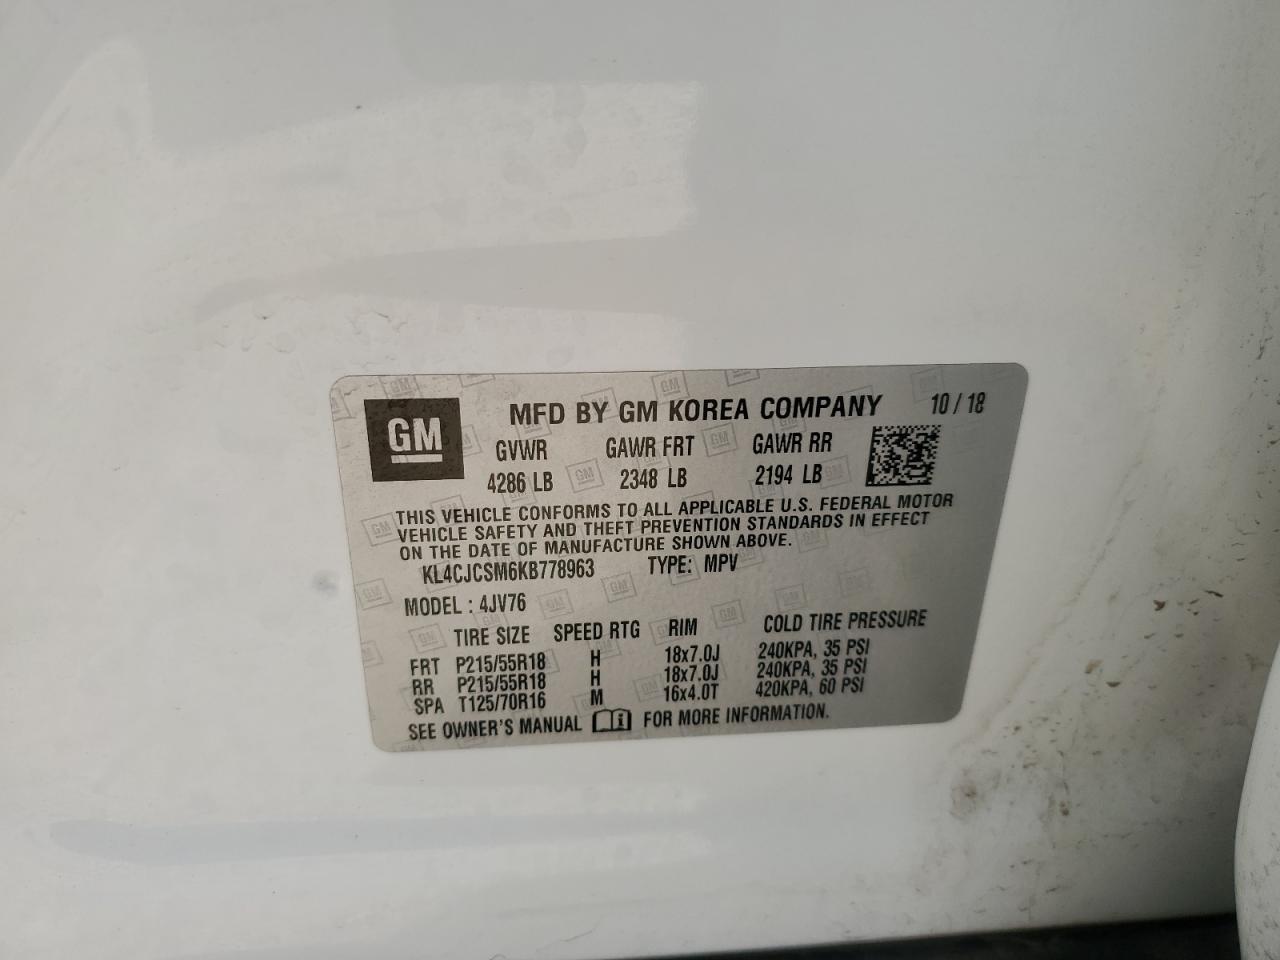 GM
MFD BY GM KOREA COMPANY 10 / 18
GVWR GAWR FRT GAWR RR
4286 LB 2348 LB 2194 LB
THIS VEHICLE CONFORMS TO ALL APPLICABLE U.S. FEDERAL MOTOR
VEHICLE SAFETY AND THEFT PREVENTION STANDARDS IN EFFECT
ON THE DATE OF MANUFACTURE SHOWN ABOVE.
KL4CJCSM6KB778963 TYPE: MPV
MODEL : 4JV76
TIRE SIZE SPEED RTG RIM COLD TIRE PRESSURE
FRT P215/55R18 H 18x7.0J 240KPA, 35 PSI
RR P215/55R18 H 18x7.0J 240KPA, 35 PSI
SPA T125/70R16 M 16x4.0T 420KPA, 60 PSI
SEE OWNER'S MANUAL i FOR MORE INFORMATION.